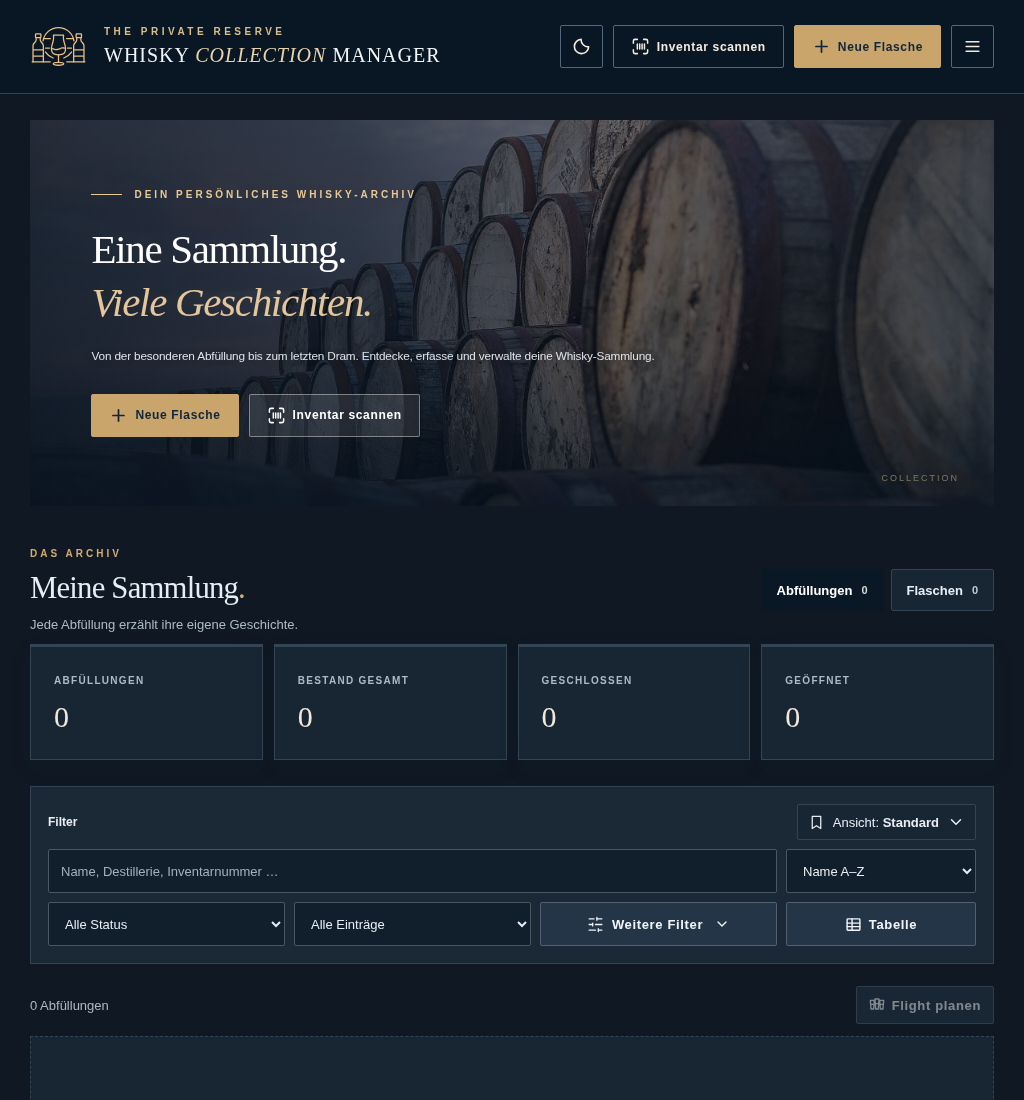 THE PRIVATE RESERVE
WHISKY COLLECTION MANAGER
Inventar scannen
Neue Flasche
DEIN PERSÖNLICHES WHISKY-ARCHIV
Eine Sammlung.
Viele Geschichten.
Von der besonderen Abfüllung bis zum letzten Dram. Entdecke, erfasse und verwalte deine Whisky-Sammlung.
Neue Flasche
Inventar scannen
COLLECTION
DAS ARCHIV
Meine Sammlung.
Abfüllungen 0
Flaschen 0
Jede Abfüllung erzählt ihre eigene Geschichte.
ABFÜLLUNGEN
BESTAND GESAMT
GESCHLOSSEN
GEÖFFNET
0
0
0
0
Filter
Ansicht: Standard
Name, Destillerie, Inventarnummer …
Name A–Z
Alle Status
Alle Einträge
Weitere Filter
Tabelle
0 Abfüllungen
Flight planen